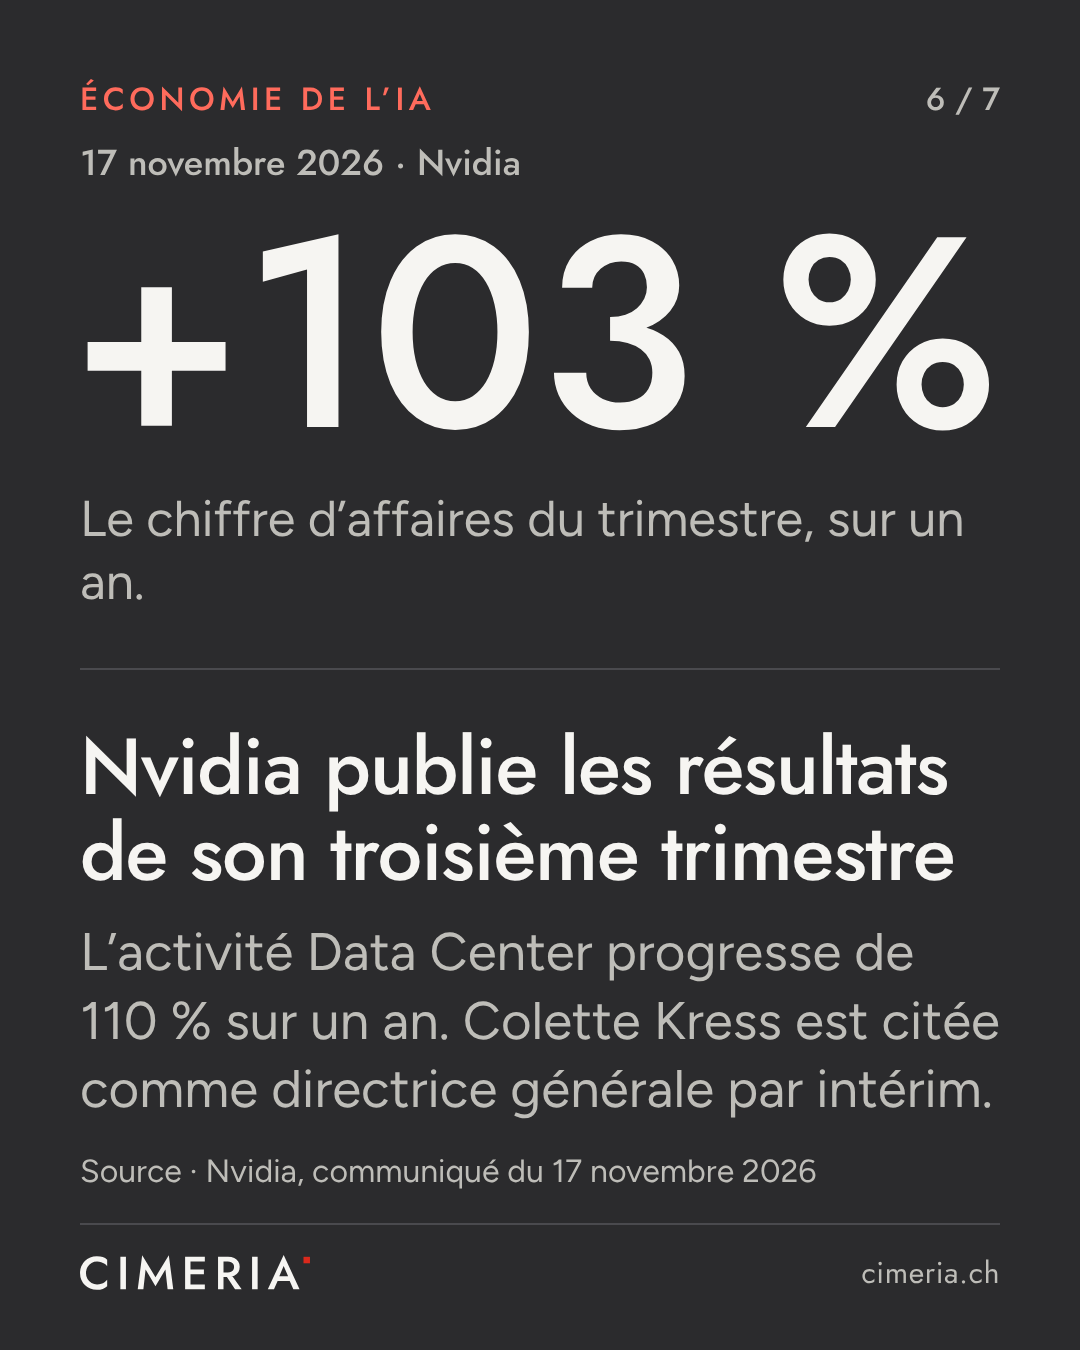 ÉCONOMIE DE L’IA
6 / 7
17 novembre 2026 · Nvidia
+103 %
Le chiffre d’affaires du trimestre, sur un
an.
Nvidia publie les résultats
de son troisième trimestre
L’activité Data Center progresse de
110 % sur un an. Colette Kress est citée
comme directrice générale par intérim.
Source · Nvidia, communiqué du 17 novembre 2026
CIMERIA
cimeria.ch